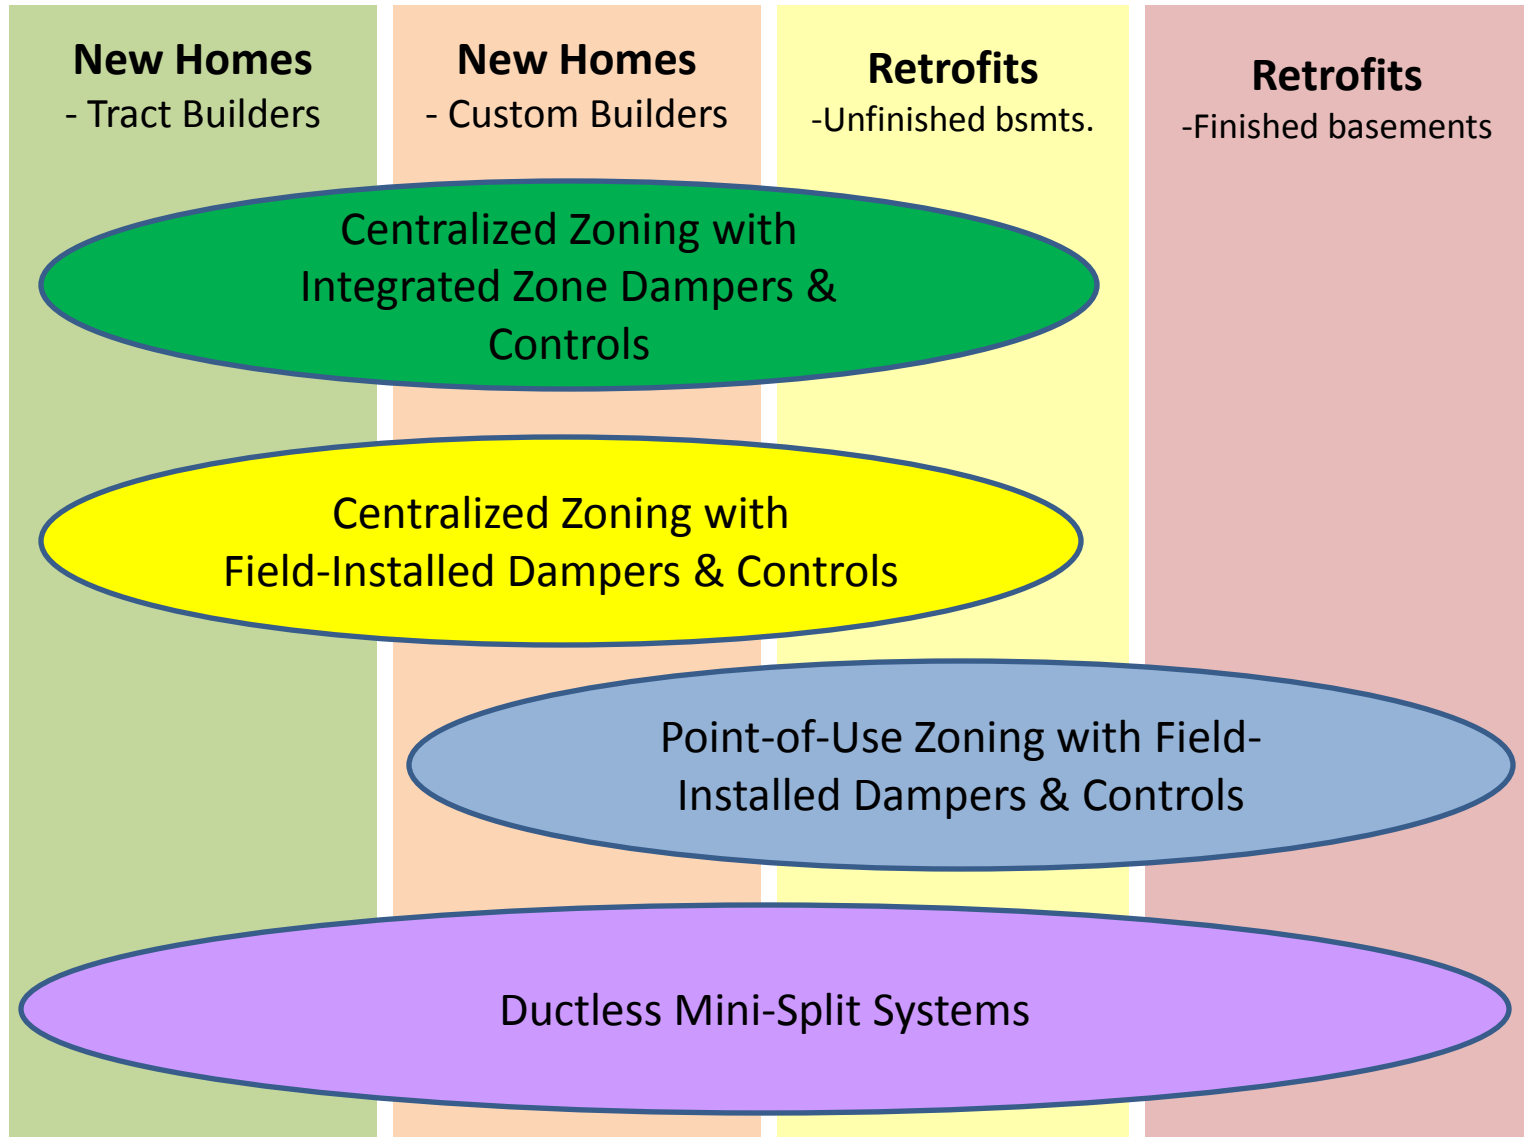 New Homes
- Tract Builders
New Homes
- Custom Builders
Retrofits
-Unfinished bsmts.
Retrofits
-Finished basements
Centralized Zoning with
Integrated Zone Dampers &
Controls
Centralized Zoning with
Field-Installed Dampers & Controls
Point-of-Use Zoning with Field-
Installed Dampers & Controls
Ductless Mini-Split Systems